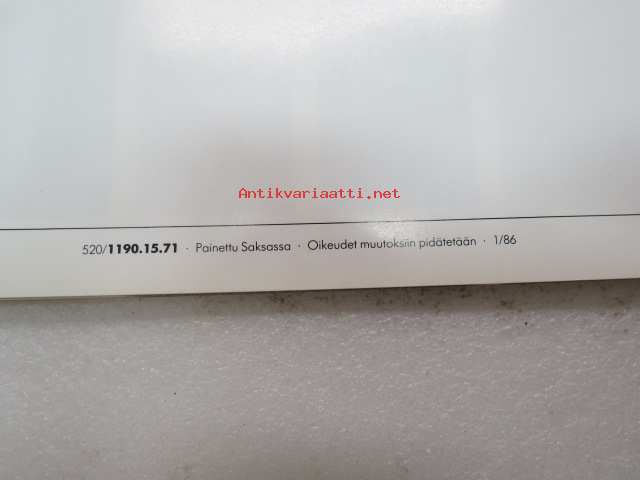 Antikvariaatti.net
520/1190.15.71 · Painettu Saksassa · Oikeudet muutoksiin pidätetään · 1/86